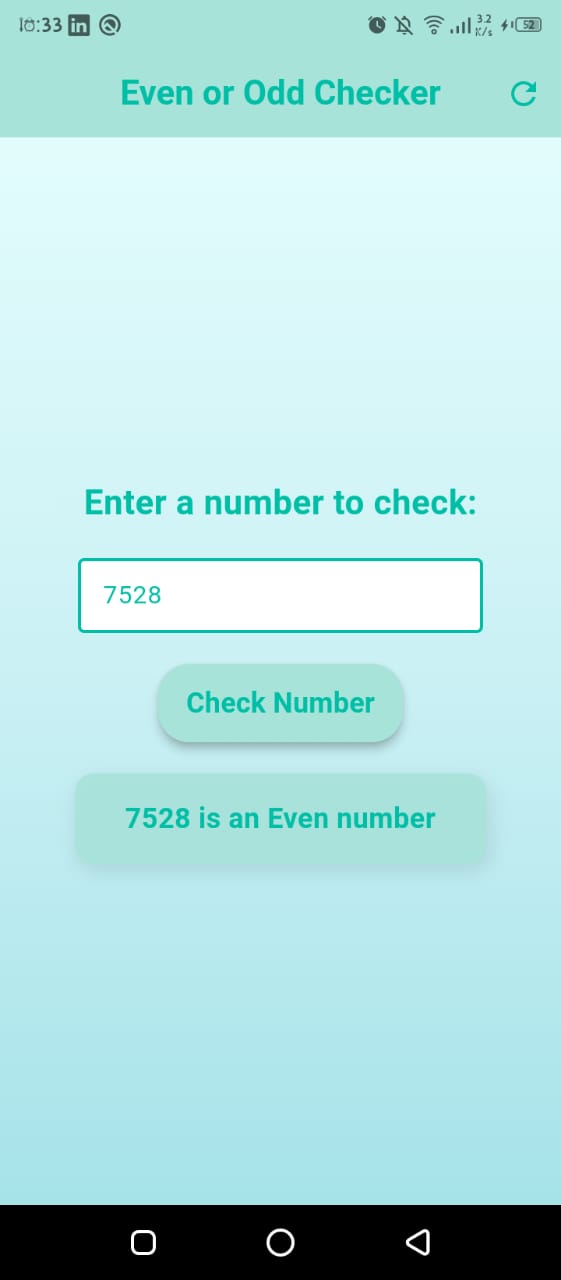 10:33
3.2
K/s
52
Even or Odd Checker
Enter a number to check:
7528
Check Number
7528 is an Even number